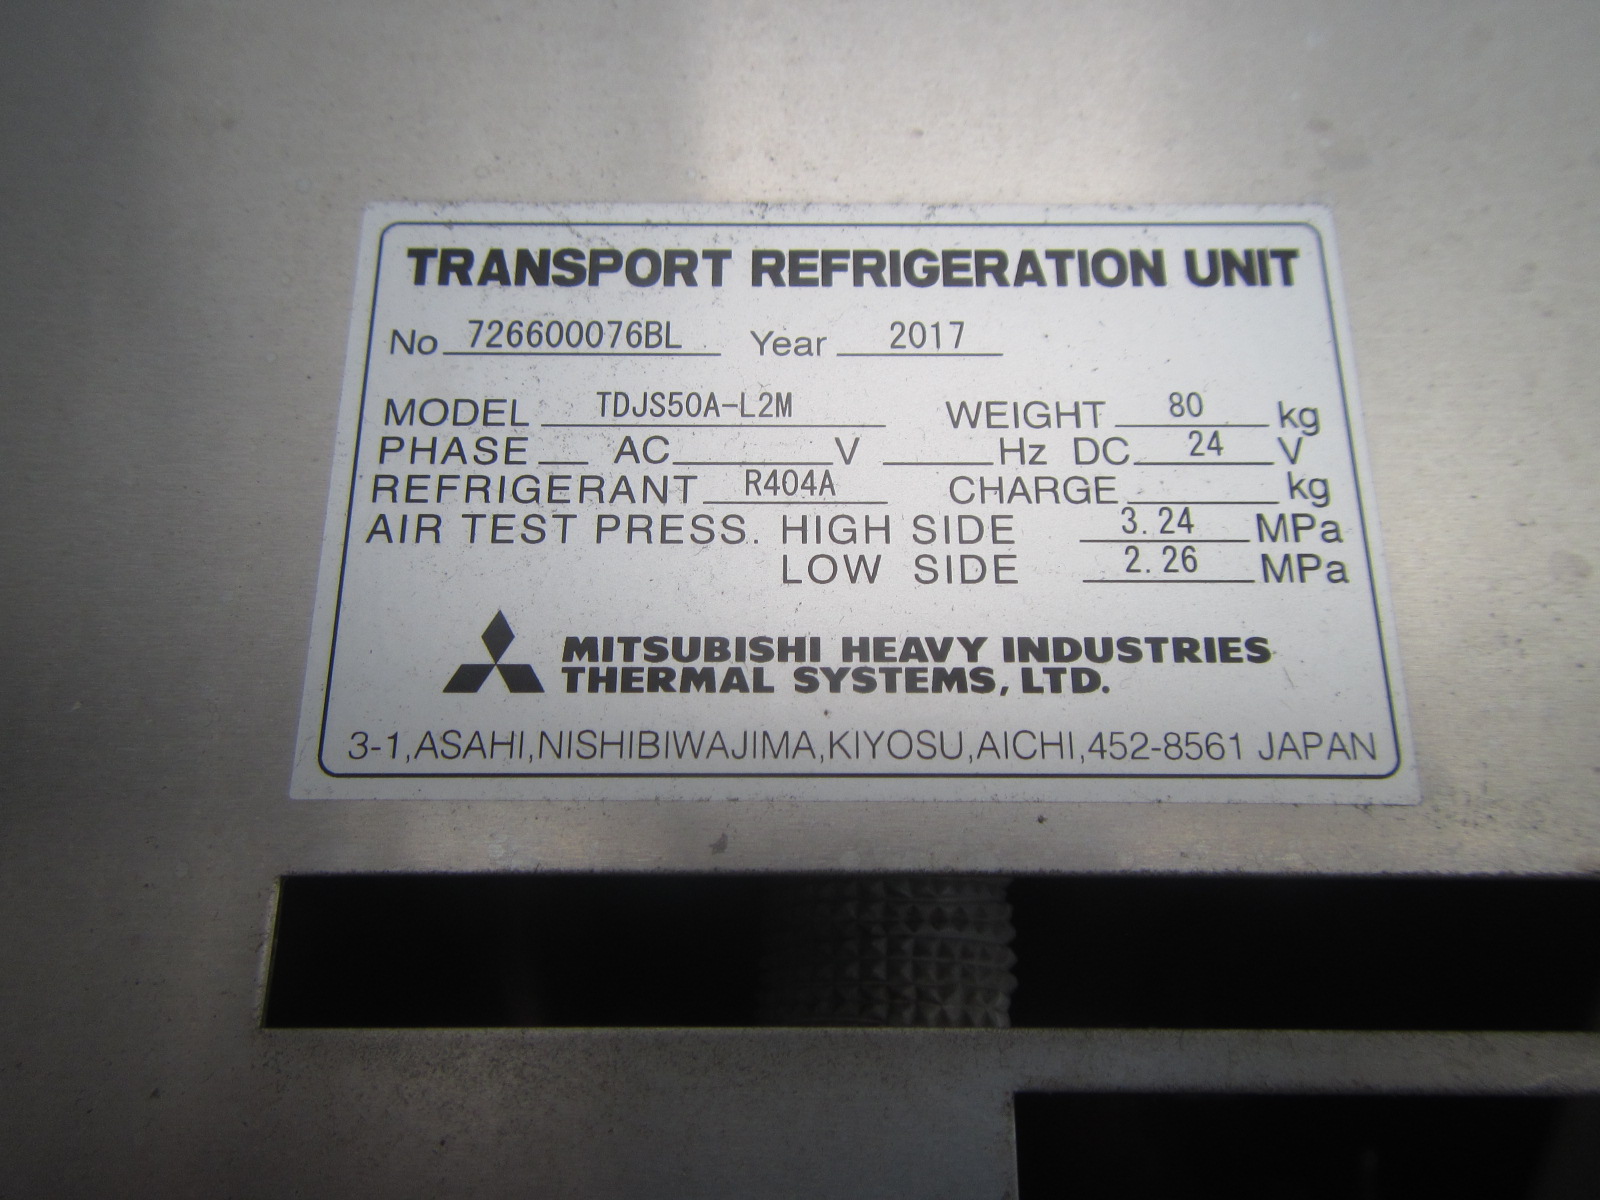 TRANSPORT REFRIGERATION UNIT
No 726600076BL Year 2017
MODEL TDJS50A-L2M WEIGHT 80 kg
PHASE AC V Hz DC 24 V
REFRIGERANT R404A CHARGE kg
AIR TEST PRESS. HIGH SIDE 3.24 MPa
LOW SIDE 2.26 MPa
MITSUBISHI HEAVY INDUSTRIES
THERMAL SYSTEMS, LTD.
3-1,ASAHI,NISHIBIWAJIMA,KIYOSU,AICHI,452-8561 JAPAN